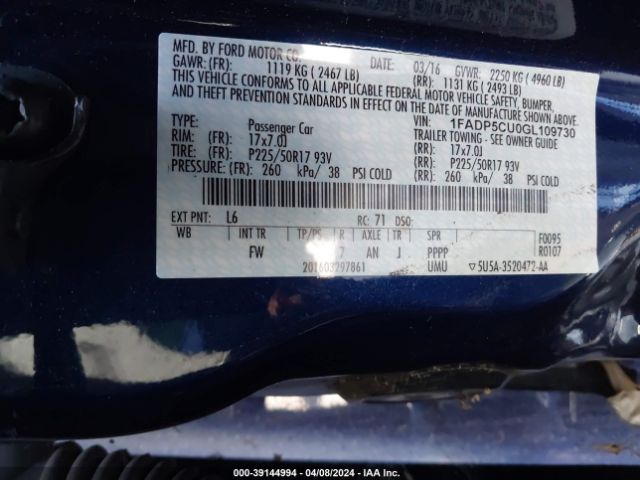 MFD. BY FORD MOTOR CO.
DATE: 03/16 GVWR: 2250 KG ( 4960 LB)
GAWR: (FR): 1119 KG ( 2467 LB) (RR): 1131 KG ( 2493 LB)
THIS VEHICLE CONFORMS TO ALL APPLICABLE FEDERAL MOTOR VEHICLE SAFETY, BUMPER,
AND THEFT PREVENTION STANDARDS IN EFFECT ON THE DATE OF MANUFACTURE SHOWN ABOVE.
VIN: 1FADP5CU0GL109730
TYPE: Passenger Car TRAILER TOWING - SEE OWNER GUIDE
RIM: (FR): 17x7.0J (RR): 17x7.0J
TIRE: (FR): P225/50R17 93V (RR): P225/50R17 93V
PRESSURE: (FR): 260 kPa/ 38 PSI COLD (RR): 260 kPa/ 38 PSI COLD
EXT PNT: L6 RC: 71 DSO:
WB INT TR TP/PS R AXLE TR SPR F0095
FW 7 AN J PPPP R0107
201603297861 UMU ▽ 5U5A-3520472-AA
000-39144994 - 04/08/2024 - IAA Inc.